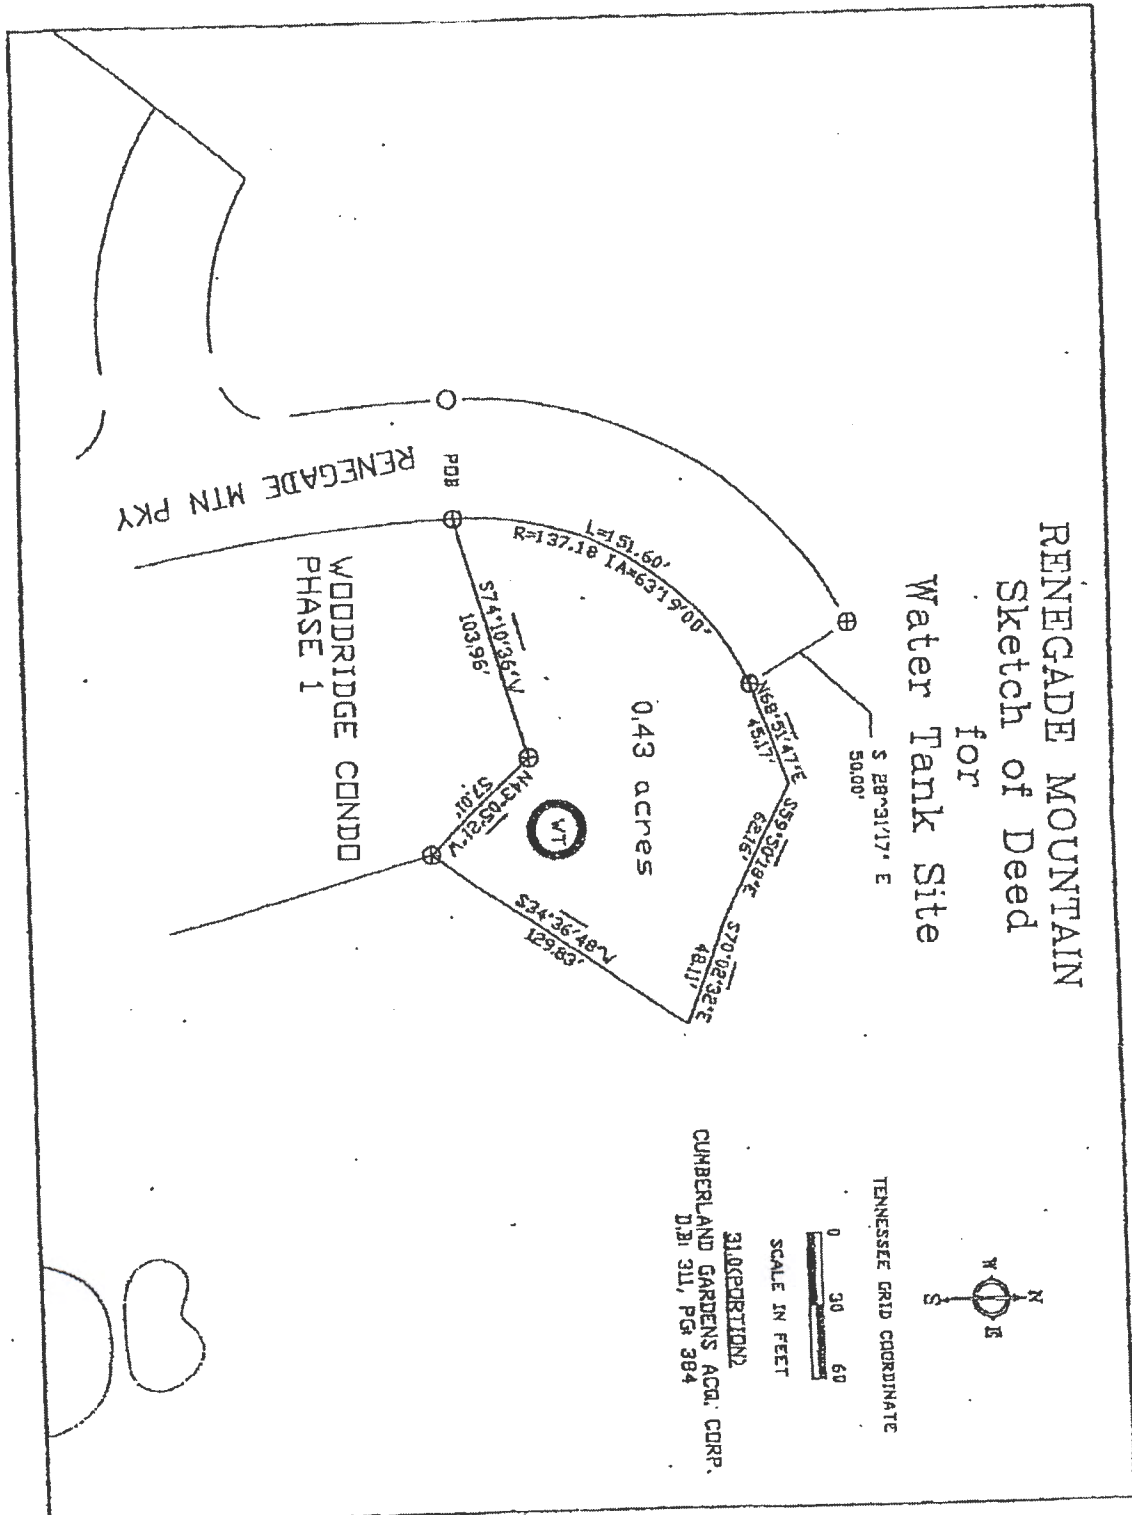 RENEGADE MOUNTAIN
Sketch of Deed
for
Water Tank Site
S 28~31'17" E
50.00'
N68°51'47"E
45.17'
S59°50'18"E
62.16'
S70°02'32"E
48.11'
L=151.60'
R=137.18 IA=63°19'00"
POB
RENEGADE MTN PKY
S74°10'36"W
103.96'
0.43 acres
WT
N43°05'21"W
57.01'
S34°36'48"W
129.83'
WOODRIDGE CONDO
PHASE 1
N
W
E
S
TENNESSEE GRID COORDINATE
0 30 60
SCALE IN FEET
31.0(PORTION)
CUMBERLAND GARDENS ACQ. CORP.
D.B: 311, PG: 384